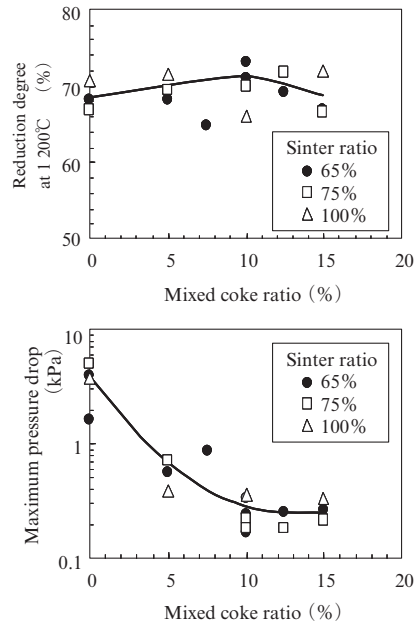 80
70
60
50
0
5
10
15
20
Reduction degree
at 1 200℃ (%)
Mixed coke ratio (%)
Sinter ratio
65%
75%
100%
10
1
0.1
0
5
10
15
20
Maximum pressure drop
(kPa)
Mixed coke ratio (%)
Sinter ratio
65%
75%
100%